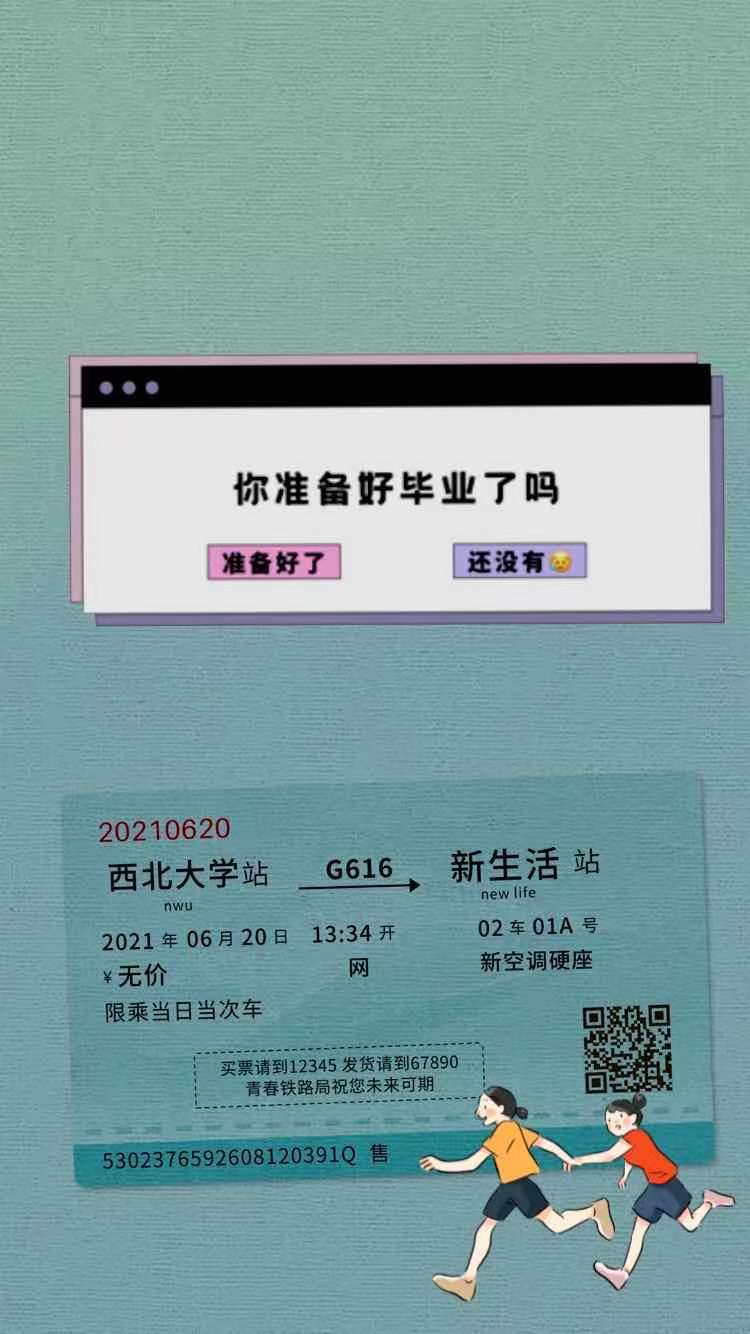 你准备好毕业了吗
准备好了 还没有😥
20210620
西北大学站 G616 新生活 站
nwu new life
2021 年 06 月 20 日 13:34 开 02 车 01A 号
¥无价 网 新空调硬座
限乘当日当次车
买票请到12345 发货请到67890
青春铁路局祝您未来可期
5302376592608120391Q 售